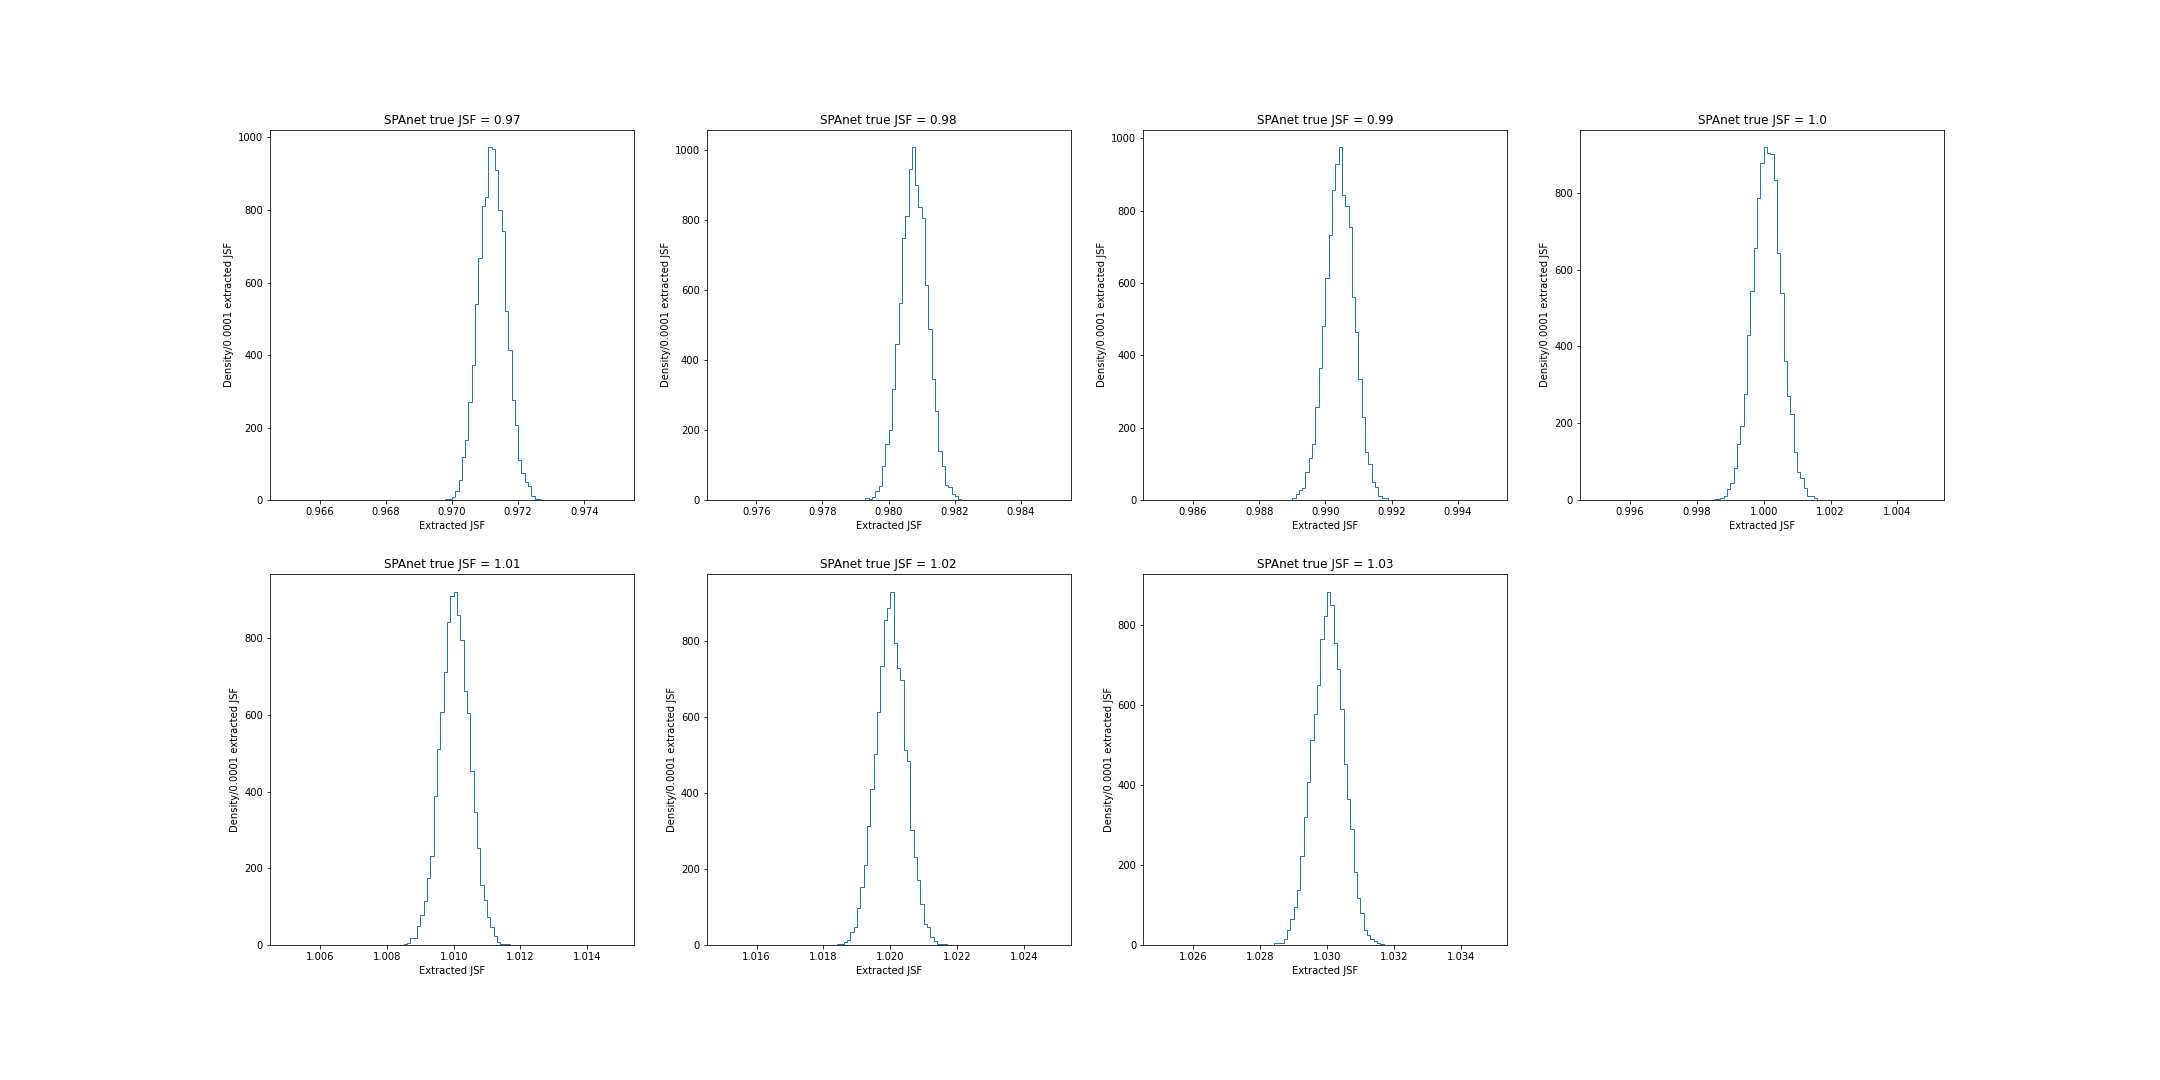 SPAnet true JSF = 0.97
1000
800
600
400
200
0
Density/0.0001 extracted JSF
0.966 0.968 0.970 0.972 0.974
Extracted JSF
SPAnet true JSF = 0.98
1000
800
600
400
200
0
Density/0.0001 extracted JSF
0.976 0.978 0.980 0.982 0.984
Extracted JSF
SPAnet true JSF = 0.99
1000
800
600
400
200
0
Density/0.0001 extracted JSF
0.986 0.988 0.990 0.992 0.994
Extracted JSF
SPAnet true JSF = 1.0
800
600
400
200
0
Density/0.0001 extracted JSF
0.996 0.998 1.000 1.002 1.004
Extracted JSF
SPAnet true JSF = 1.01
800
600
400
200
0
Density/0.0001 extracted JSF
1.006 1.008 1.010 1.012 1.014
Extracted JSF
SPAnet true JSF = 1.02
800
600
400
200
0
Density/0.0001 extracted JSF
1.016 1.018 1.020 1.022 1.024
Extracted JSF
SPAnet true JSF = 1.03
800
600
400
200
0
Density/0.0001 extracted JSF
1.026 1.028 1.030 1.032 1.034
Extracted JSF